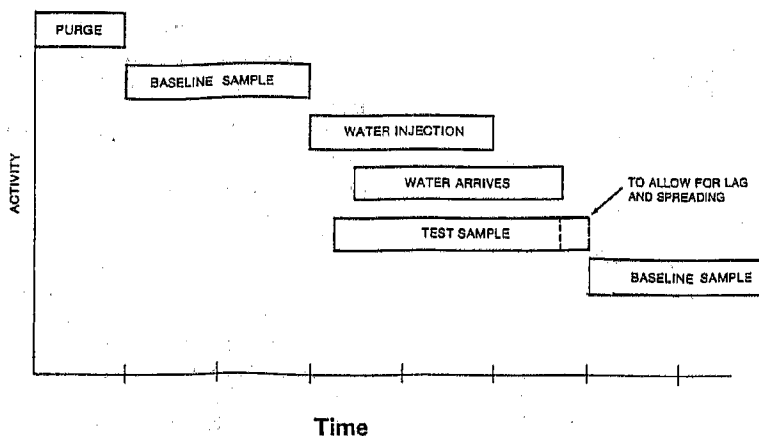 PURGE
BASELINE SAMPLE
WATER INJECTION
WATER ARRIVES
TO ALLOW FOR LAG
AND SPREADING
TEST SAMPLE
BASELINE SAMPLE
ACTIVITY
Time